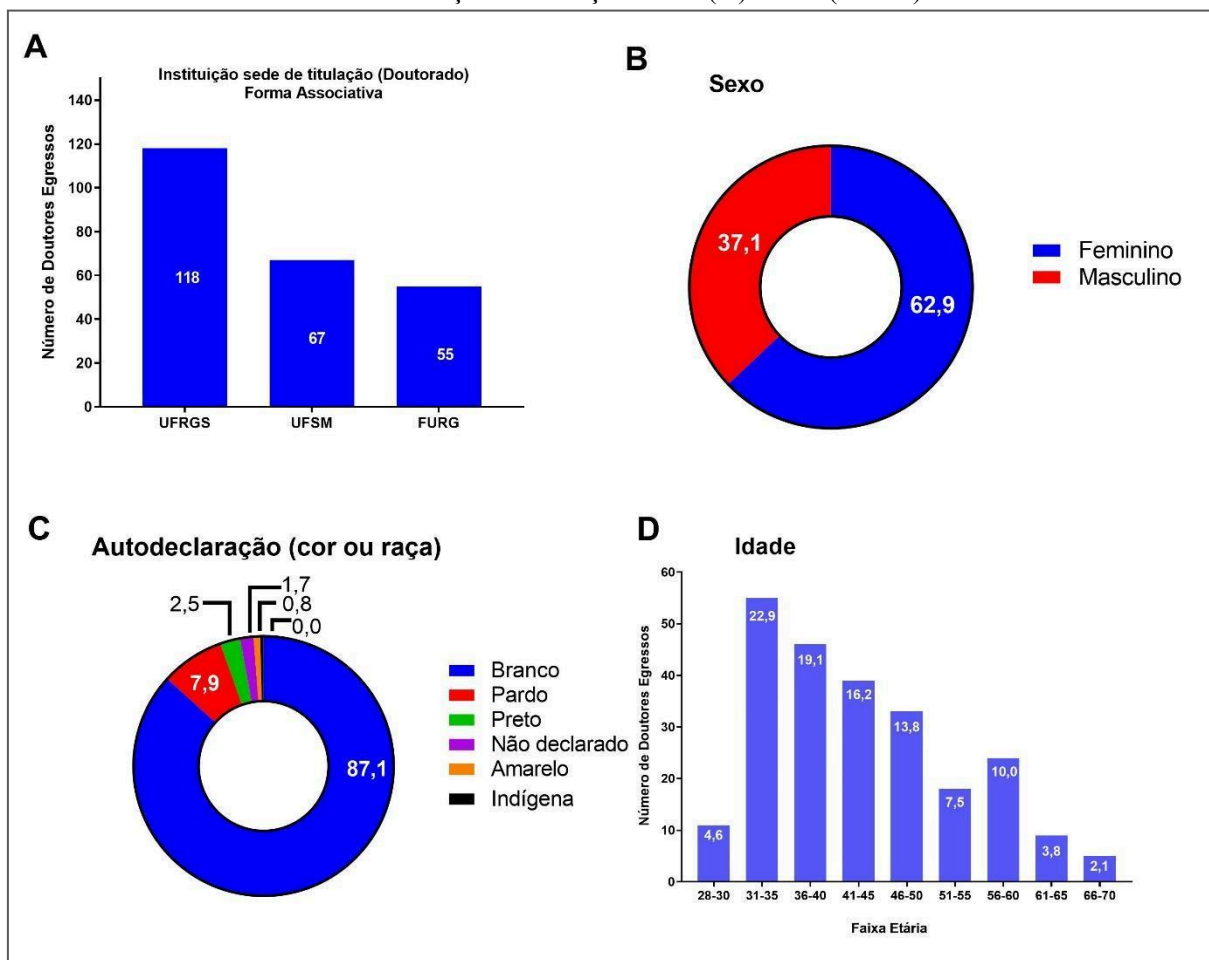 A
Instituição sede de titulação (Doutorado)
Forma Associativa
Número de Doutores Egressos
140
120
100
80
60
40
20
0
118
67
55
UFRGS
UFSM
FURG
B
Sexo
37,1
62,9
Feminino
Masculino
C
Autodeclaração (cor ou raça)
2,5
1,7
0,8
0,0
7,9
87,1
Branco
Pardo
Preto
Não declarado
Amarelo
Indígena
D
Idade
Número de Doutores Egressos
60
50
40
30
20
10
0
4,6
22,9
19,1
16,2
13,8
7,5
10,0
3,8
2,1
28-30
31-35
36-40
41-45
46-50
51-55
56-60
61-65
66-70
Faixa Etária